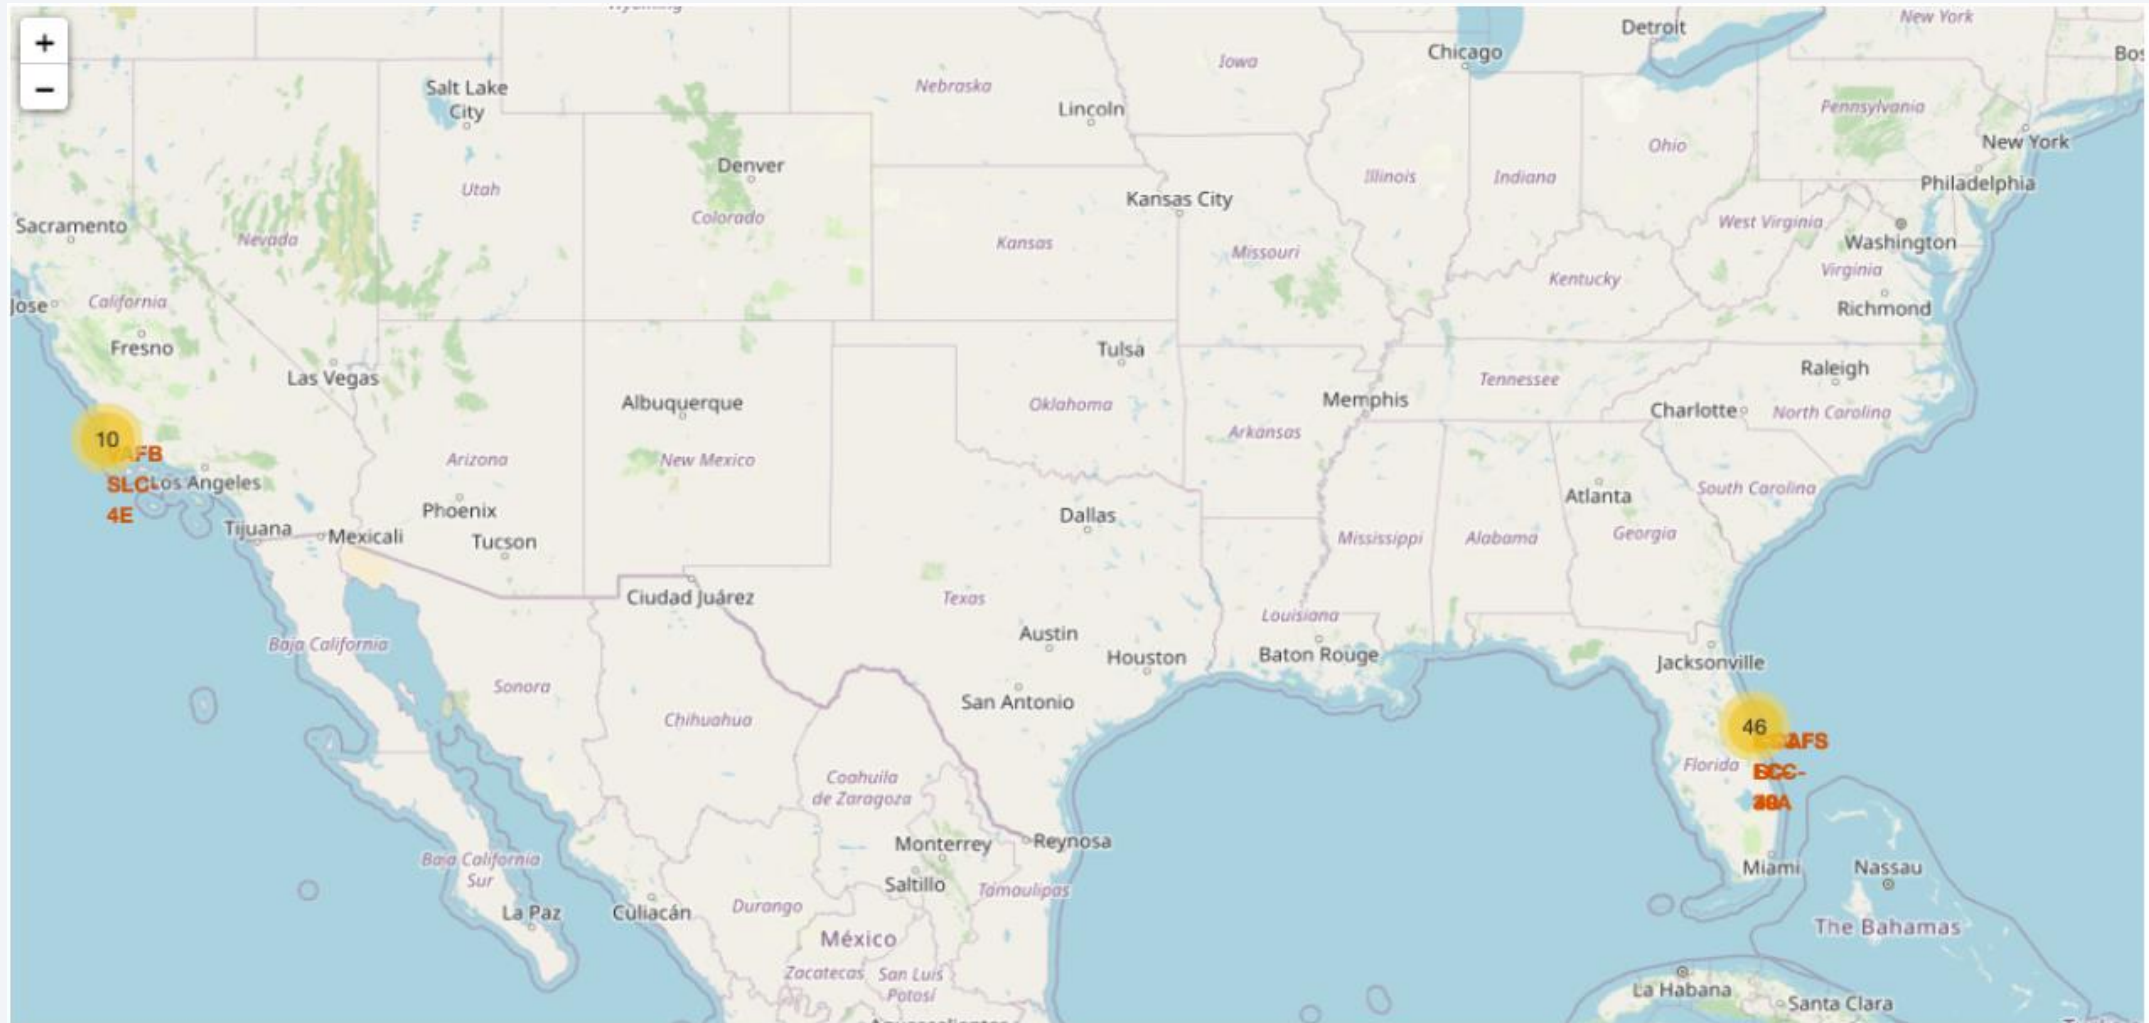 +
−
Wyoming
Detroit
New York
Chicago
Iowa
Salt Lake
City
Nebraska
Lincoln
Pennsylvania
New York
Denver
Ohio
Utah
Illinois
Indiana
Philadelphia
Kansas City
Colorado
Sacramento
West Virginia
Nevada
Kansas
Missouri
Washington
Virginia
Kentucky
California
Jose
Richmond
Fresno
Tulsa
Las Vegas
Raleigh
Tennessee
Albuquerque
Oklahoma
Memphis
Charlotte
North Carolina
Arkansas
10
Arizona
New Mexico
SLC-
Los Angeles
4E
Phoenix
Dallas
Atlanta
South Carolina
Tijuana
Mexicali
Tucson
Mississippi
Alabama
Georgia
Ciudad Juárez
Texas
Louisiana
Austin
Baja California
Houston
Baton Rouge
Jacksonville
Sonora
San Antonio
Chihuahua
46
Florida
Coahuila
de Zaragoza
Monterrey
Reynosa
Baja California
Sur
Miami
Nassau
Saltillo
Tamaulipas
La Paz
Culiacán
Durango
The Bahamas
México
Zacatecas
San Luis
Potosí
La Habana
Santa Clara